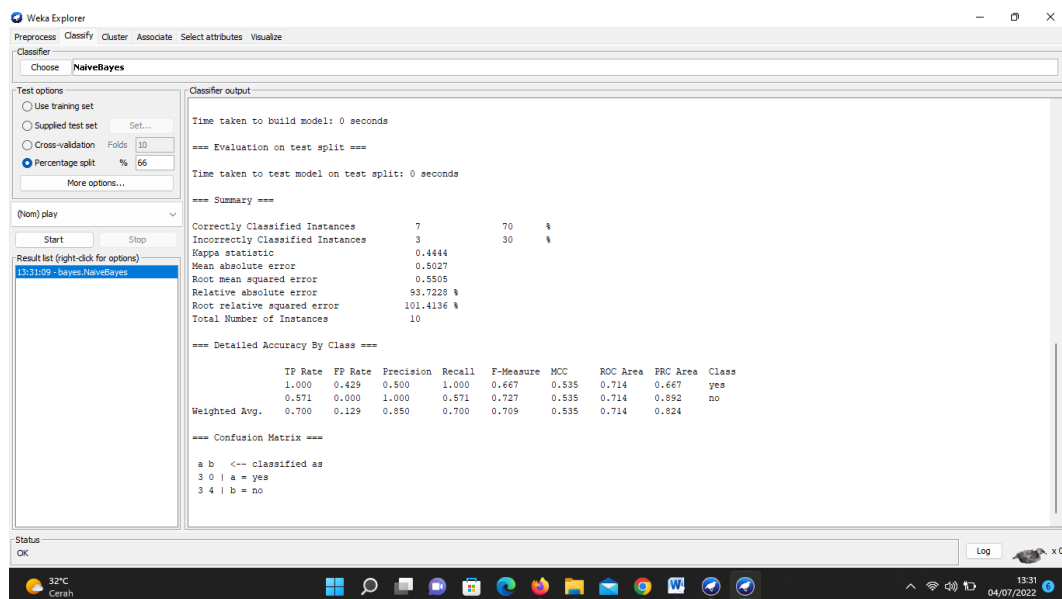 Weka Explorer
Preprocess Classify Cluster Associate Select attributes Visualize
Classifier
Choose NaiveBayes
Test options
Use training set
Supplied test set Set...
Cross-validation Folds 10
Percentage split % 66
More options...
(Nom) play
Start Stop
Result list (right-click for options)
13:31:09 - bayes.NaiveBayes
Classifier output
Time taken to build model: 0 seconds
=== Evaluation on test split ===
Time taken to test model on test split: 0 seconds
=== Summary ===
Correctly Classified Instances 7 70 %
Incorrectly Classified Instances 3 30 %
Kappa statistic 0.4444
Mean absolute error 0.5027
Root mean squared error 0.5505
Relative absolute error 93.7228 %
Root relative squared error 101.4136 %
Total Number of Instances 10
=== Detailed Accuracy By Class ===
TP Rate FP Rate Precision Recall F-Measure MCC ROC Area PRC Area Class
1.000 0.429 0.500 1.000 0.667 0.535 0.714 0.667 yes
0.571 0.000 1.000 0.571 0.727 0.535 0.714 0.892 no
Weighted Avg. 0.700 0.129 0.850 0.700 0.709 0.535 0.714 0.824
=== Confusion Matrix ===
a b <-- classified as
3 0 | a = yes
3 4 | b = no
Status
OK
Log x 0
32°C
Cerah
13:31
04/07/2022
6